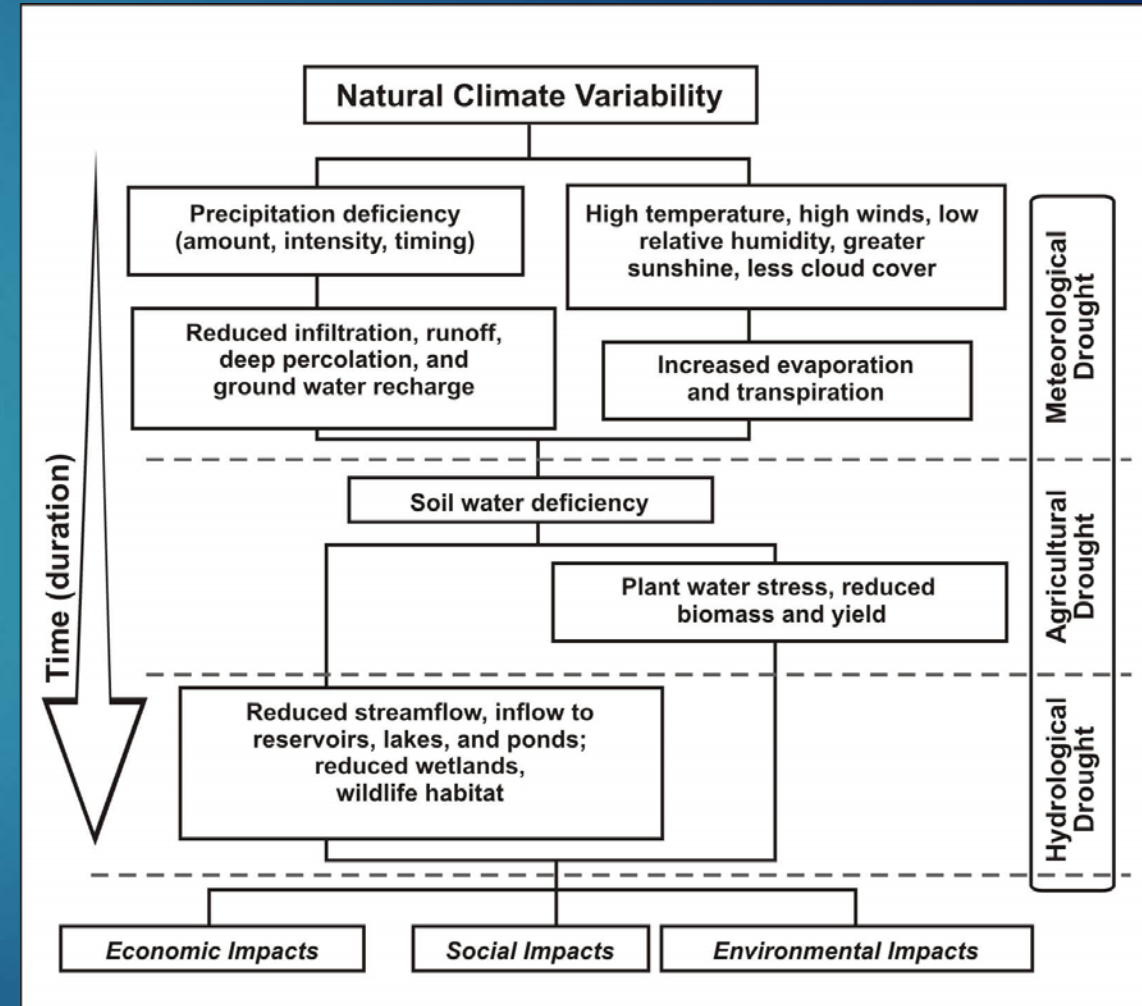 Natural Climate Variability
Precipitation deficiency
(amount, intensity, timing)
High temperature, high winds, low
relative humidity, greater
sunshine, less cloud cover
Reduced infiltration, runoff,
deep percolation, and
ground water recharge
Increased evaporation
and transpiration
Meteorological
Drought
Time (duration)
Soil water deficiency
Plant water stress, reduced
biomass and yield
Agricultural
Drought
Reduced streamflow, inflow to
reservoirs, lakes, and ponds;
reduced wetlands,
wildlife habitat
Hydrological
Drought
Economic Impacts
Social Impacts
Environmental Impacts